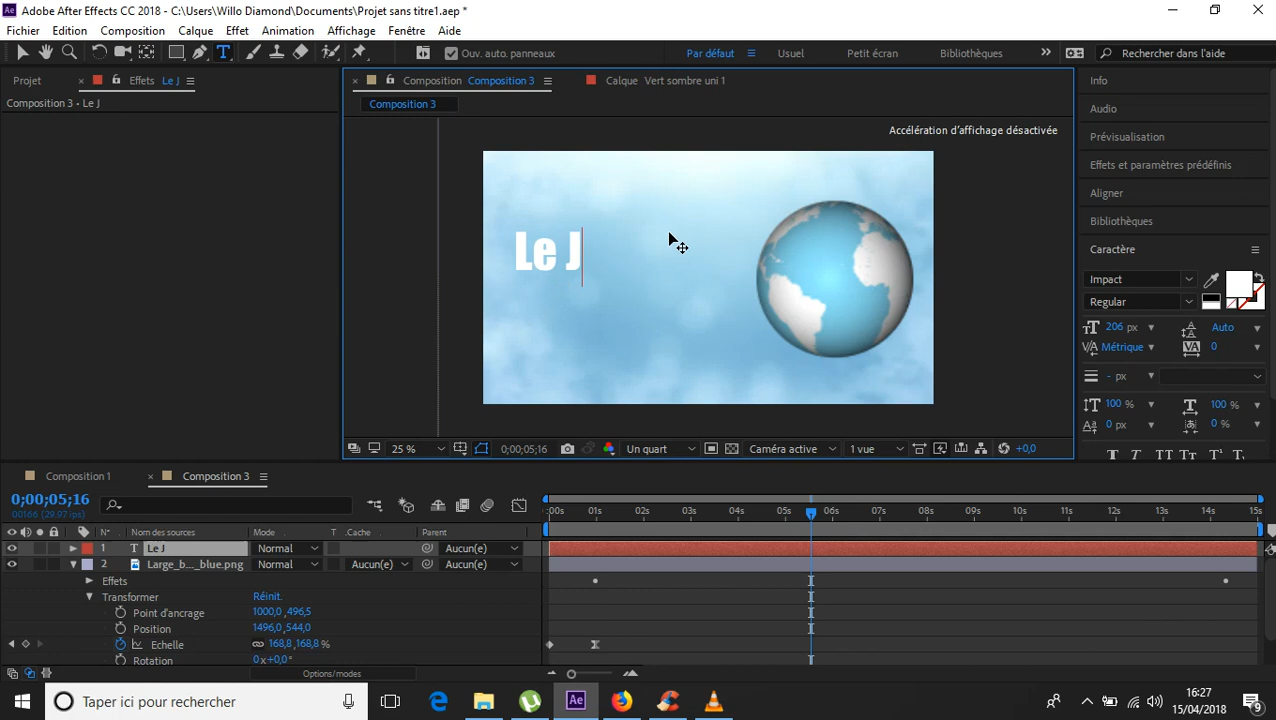 Adobe After Effects CC 2018 - C:\Users\Willo Diamond\Documents\Projet sans titre1.aep *
Fichier Edition Composition Calque Effet Animation Affichage Fenêtre Aide
Ouv. auto. panneaux Par défaut Usuel Petit écran Bibliothèques Rechercher dans l'aide
Projet Effets Le J Composition Composition 3 Calque Vert sombre uni 1 Info
Composition 3 • Le J Composition 3 Audio
Accélération d'affichage désactivée Prévisualisation
Effets et paramètres prédéfinis
Aligner
Bibliothèques
Caractère
Le J
Impact
Regular
206 px Auto
Métrique 0
- px
100 % 100 %
0 px 0 %
25 % 0;00;05;16 Un quart Caméra active 1 vue +0,0
Composition 1 Composition 3
0;00;05;16
00166 (29.97 i/s)
:00s 01s 02s 03s 04s 05s 06s 07s 08s 09s 10s 11s 12s 13s 14s 15s
N° Nom des sources Mode T .Cache Parent
1 T Le J Normal Aucun(e)
2 Large_b..._blue.png Normal Aucun(e) Aucun(e)
Effets
Transformer Réinit.
Point d'ancrage 1000,0 ,496,5
Position 1496,0 ,544,0
Echelle 168,8 ,168,8 %
Rotation 0 x +0,0°
Options/modes
Taper ici pour rechercher
16:27
15/04/2018
9